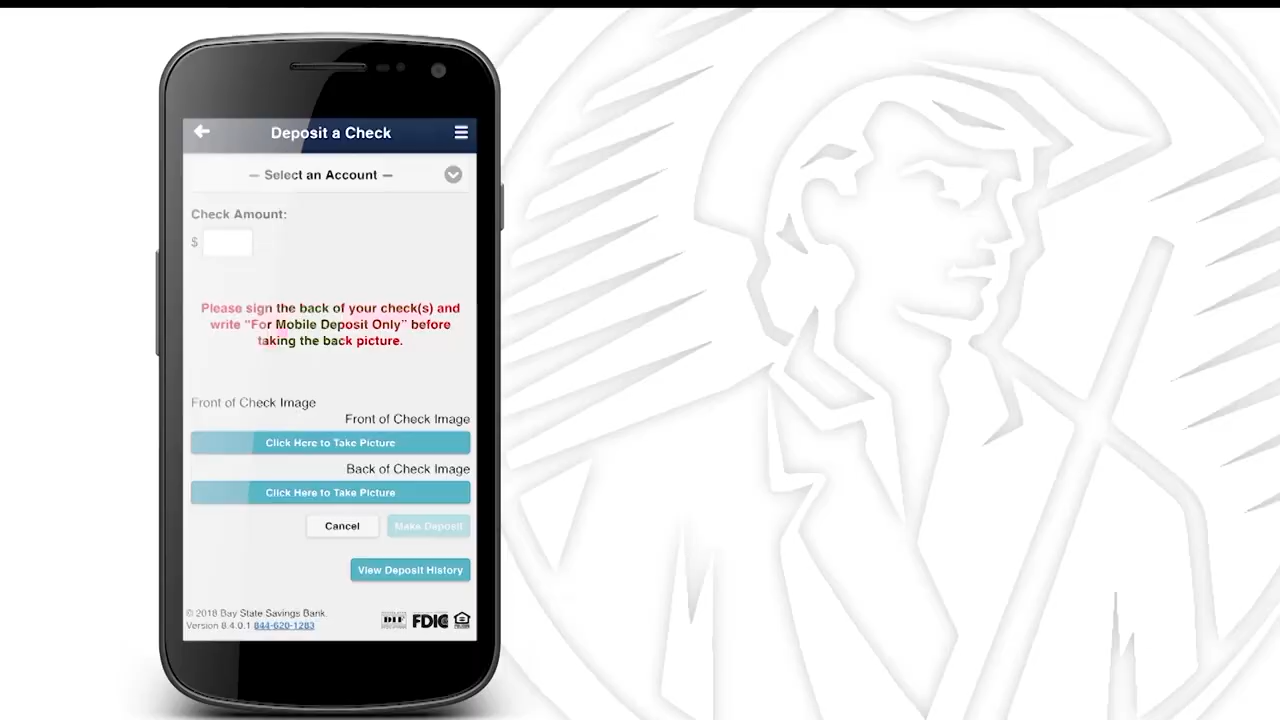 Deposit a Check
— Select an Account —
Check Amount:
$
Please sign the back of your check(s) and
write "For Mobile Deposit Only" before
taking the back picture.
Front of Check Image
Front of Check Image
Click Here to Take Picture
Back of Check Image
Click Here to Take Picture
Cancel
Make Deposit
View Deposit History
© 2018 Bay State Savings Bank.
Version 8.4.0.1 844-620-1283
DIF FDIC